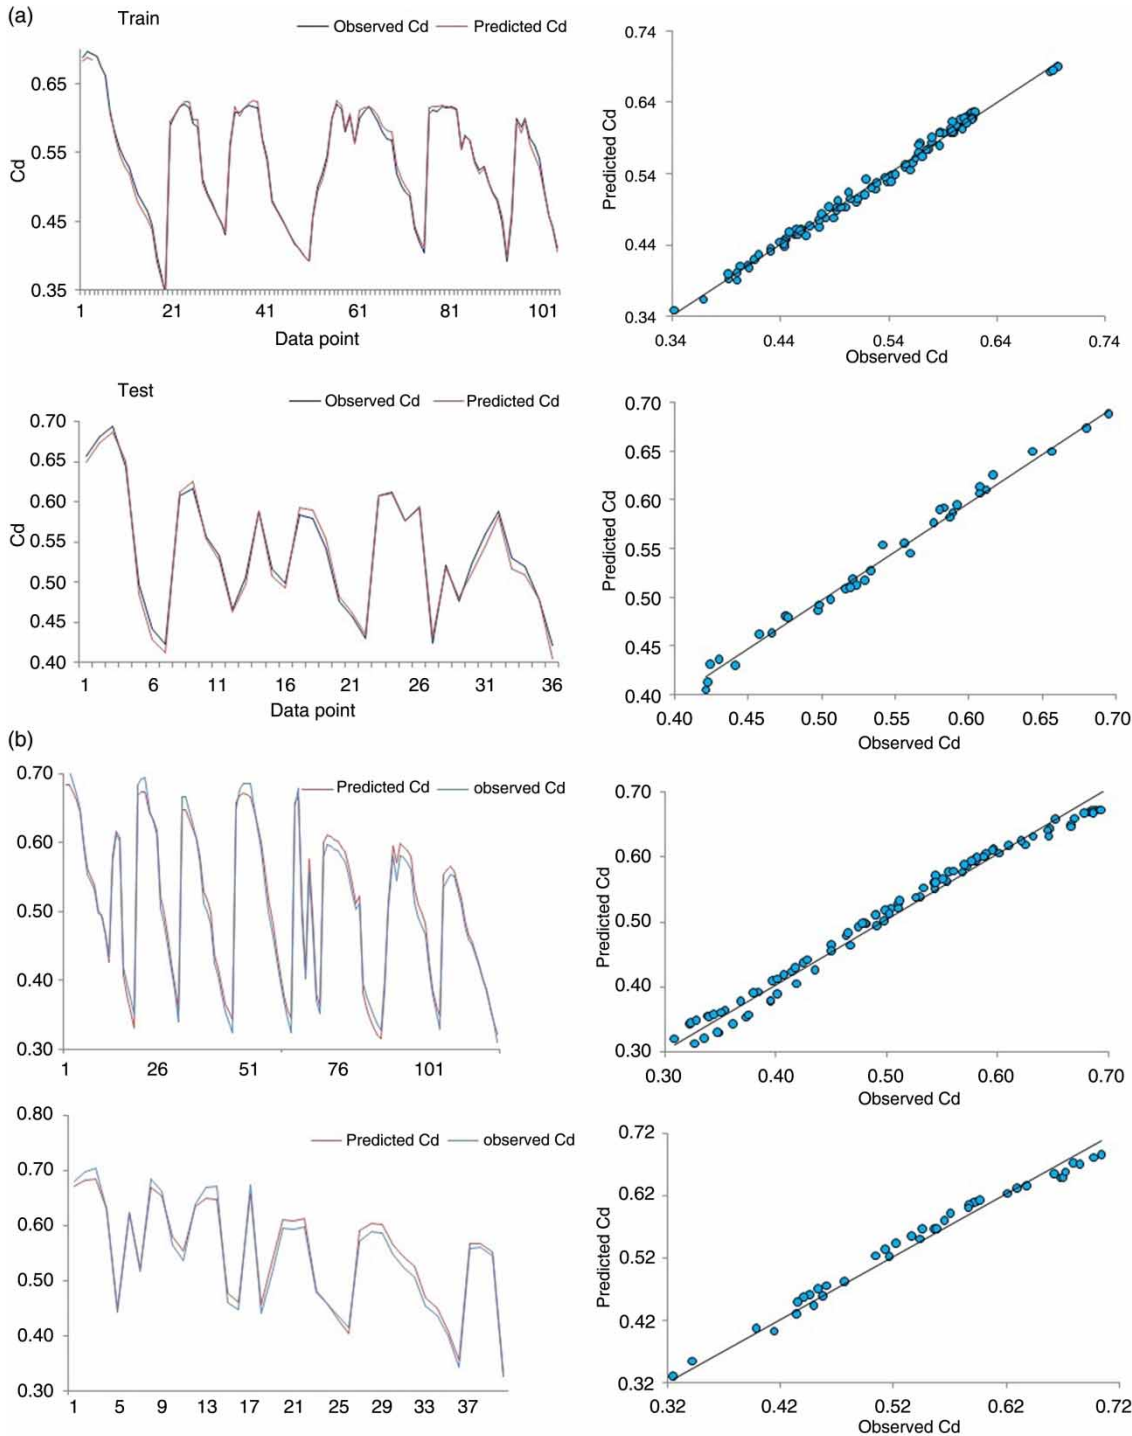 (a)
Train
Observed Cd Predicted Cd
Cd
0.65
0.55
0.45
0.35
1 21 41 61 81 101
Data point
Predicted Cd
0.74
0.64
0.54
0.44
0.34
0.34 0.44 0.54 0.64 0.74
Observed Cd
Test
Observed Cd Predicted Cd
Cd
0.70
0.65
0.60
0.55
0.50
0.45
0.40
1 6 11 16 21 26 31 36
Data point
Predicted Cd
0.70
0.65
0.60
0.55
0.50
0.45
0.40
0.40 0.45 0.50 0.55 0.60 0.65 0.70
Observed Cd
(b)
Predicted Cd observed Cd
0.70
0.60
0.50
0.40
0.30
1 26 51 76 101
Predicted Cd
0.70
0.60
0.50
0.40
0.30
0.30 0.40 0.50 0.60 0.70
Observed Cd
Predicted Cd observed Cd
0.80
0.70
0.60
0.50
0.40
0.30
1 5 9 13 17 21 25 29 33 37
Predicted Cd
0.72
0.62
0.52
0.42
0.32
0.32 0.42 0.52 0.62 0.72
Observed Cd